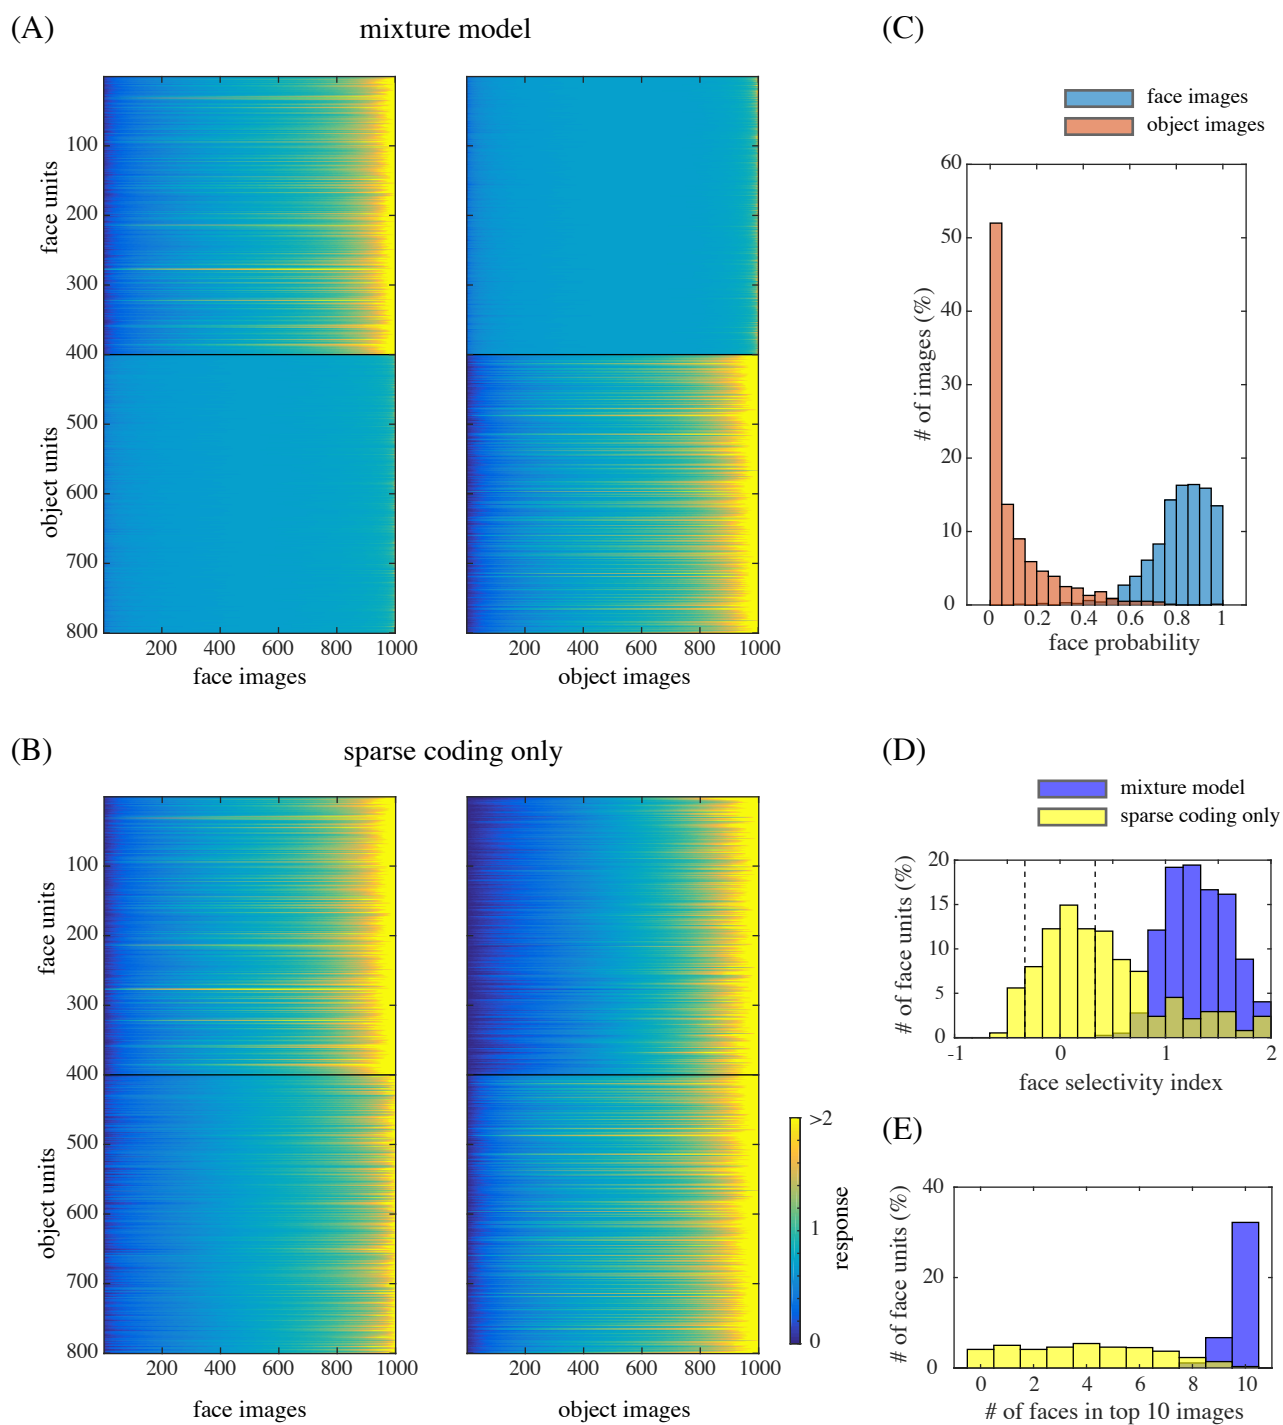 (A)
mixture model
face units
object units
100
200
300
400
500
600
700
800
200 400 600 800 1000
face images
200 400 600 800 1000
object images
(B)
sparse coding only
face units
object units
100
200
300
400
500
600
700
800
200 400 600 800 1000
face images
200 400 600 800 1000
object images
>2
1
0
response
(C)
face images
object images
# of images (%)
60
50
40
30
20
10
0
0 0.2 0.4 0.6 0.8 1
face probability
(D)
mixture model
sparse coding only
# of face units (%)
20
15
10
5
0
-1 0 1 2
face selectivity index
(E)
# of face units (%)
40
20
0
0 2 4 6 8 10
# of faces in top 10 images